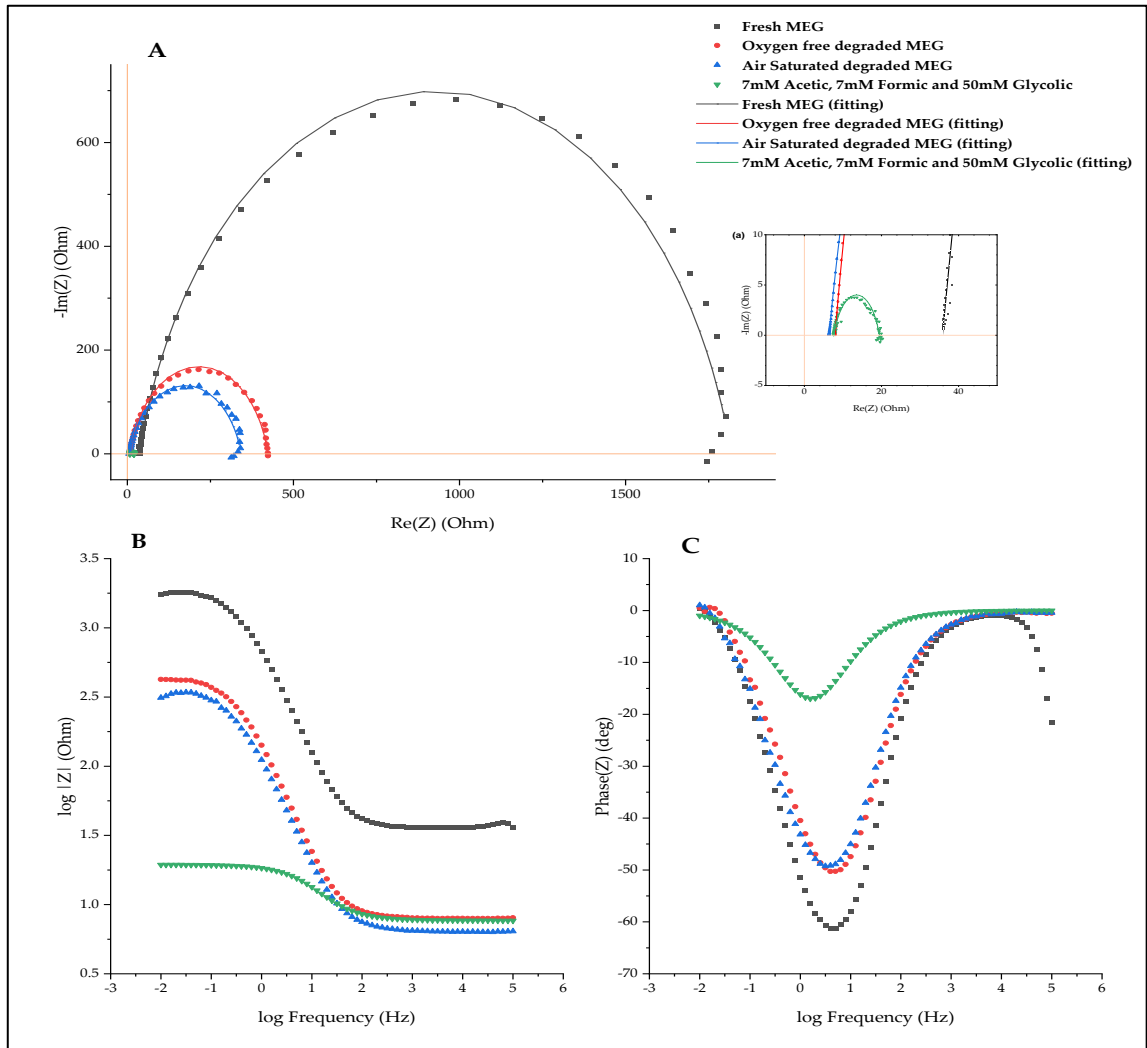 Fresh MEG
Oxygen free degraded MEG
Air Saturated degraded MEG
7mM Acetic, 7mM Formic and 50mM Glycolic
Fresh MEG (fitting)
Oxygen free degraded MEG (fitting)
Air Saturated degraded MEG (fitting)
7mM Acetic, 7mM Formic and 50mM Glycolic (fitting)
A
600
400
200
0
-Im(Z) (Ohm)
0 500 1000 1500
Re(Z) (Ohm)
(a)
10
5
0
-5
-Im(Z) (Ohm)
0 20 40
Re(Z) (Ohm)
B
3.5
3.0
2.5
2.0
1.5
1.0
0.5
log |Z| (Ohm)
-3 -2 -1 0 1 2 3 4 5 6
log Frequency (Hz)
C
10
0
-10
-20
-30
-40
-50
-60
-70
Phase(Z) (deg)
-3 -2 -1 0 1 2 3 4 5 6
log Frequency (Hz)